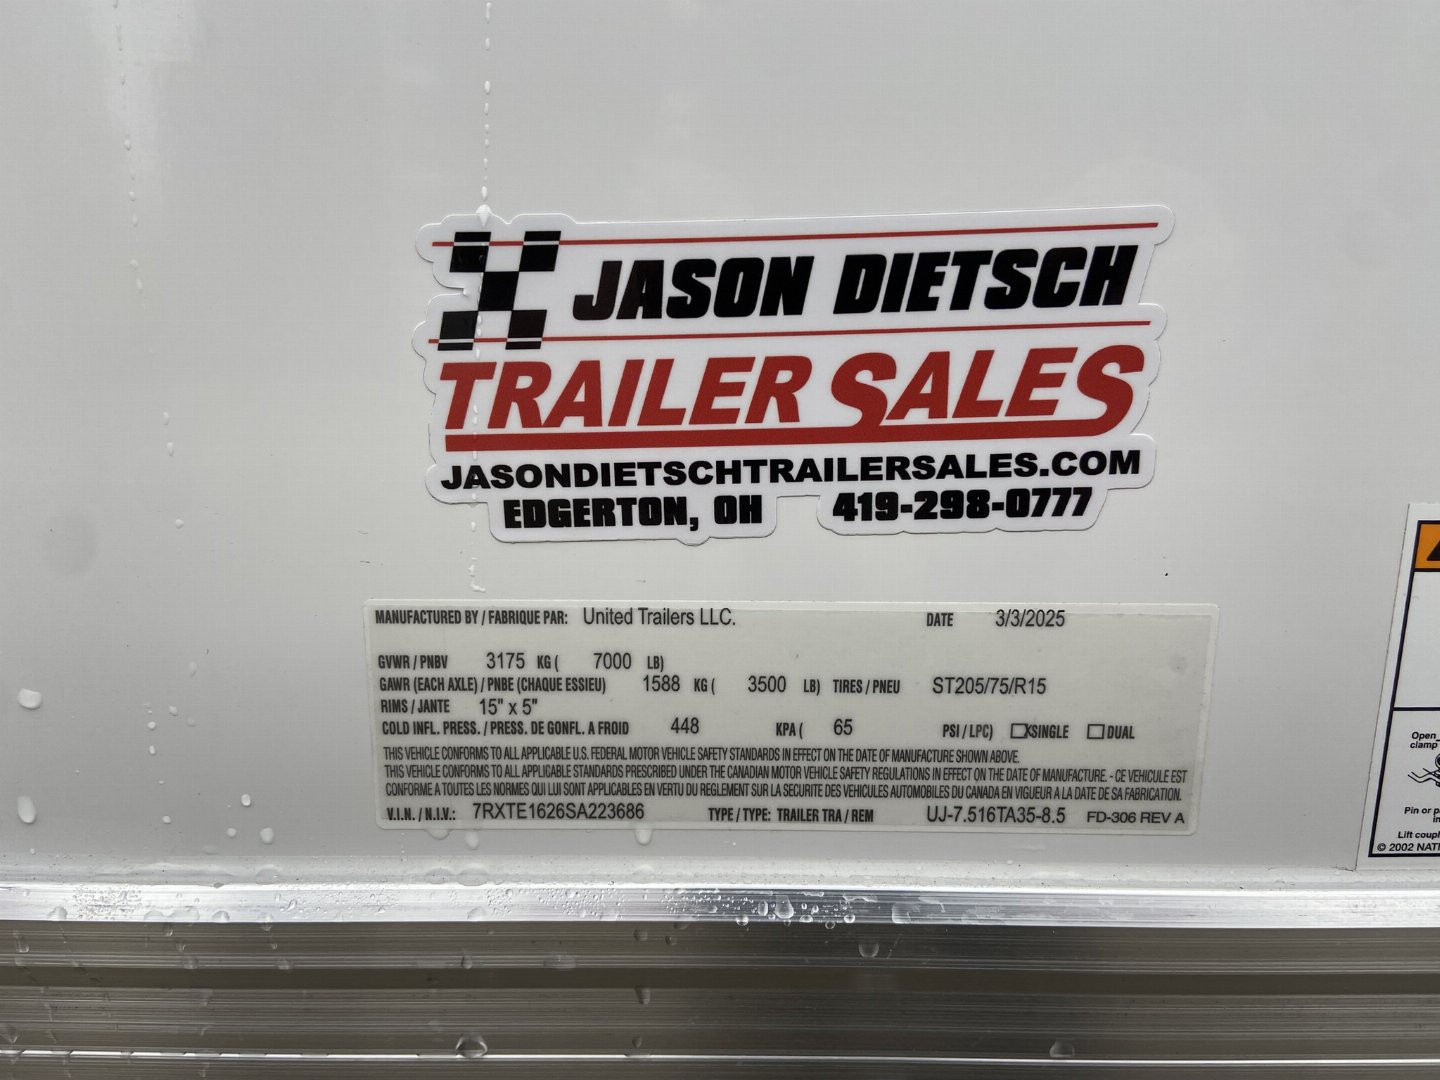 JASON DIETSCH
TRAILER SALES
JASONDIETSCHTRAILERSALES.COM
EDGERTON, OH 419-298-0777
MANUFACTURED BY / FABRIQUE PAR: United Trailers LLC. DATE 3/3/2025
GVWR / PNBV 3175 KG ( 7000 LB)
GAWR (EACH AXLE) / PNBE (CHAQUE ESSIEU) 1588 KG ( 3500 LB) TIRES / PNEU ST205/75/R15
RIMS / JANTE 15" x 5"
COLD INFL. PRESS. / PRESS. DE GONFL. A FROID 448 KPA ( 65 PSI / LPC) X SINGLE DUAL
THIS VEHICLE CONFORMS TO ALL APPLICABLE U.S. FEDERAL MOTOR VEHICLE SAFETY STANDARDS IN EFFECT ON THE DATE OF MANUFACTURE SHOWN ABOVE.
THIS VEHICLE CONFORMS TO ALL APPLICABLE STANDARDS PRESCRIBED UNDER THE CANADIAN MOTOR VEHICLE SAFETY REGULATIONS IN EFFECT ON THE DATE OF MANUFACTURE. - CE VEHICULE EST
CONFORME A TOUTES LES NORMES QUI LUI SONT APPLICABLES EN VERTU DU REGLEMENT SUR LA SECURITE DES VEHICULES AUTOMOBILES DU CANADA EN VIGUEUR A LA DATE DE SA FABRICATION.
V.I.N. / N.I.V.: 7RXTE1626SA223686 TYPE / TYPE: TRAILER TRA / REM UJ-7.516TA35-8.5 FD-306 REV A
Open
clamp
Pin or
in
Lift
© 2002